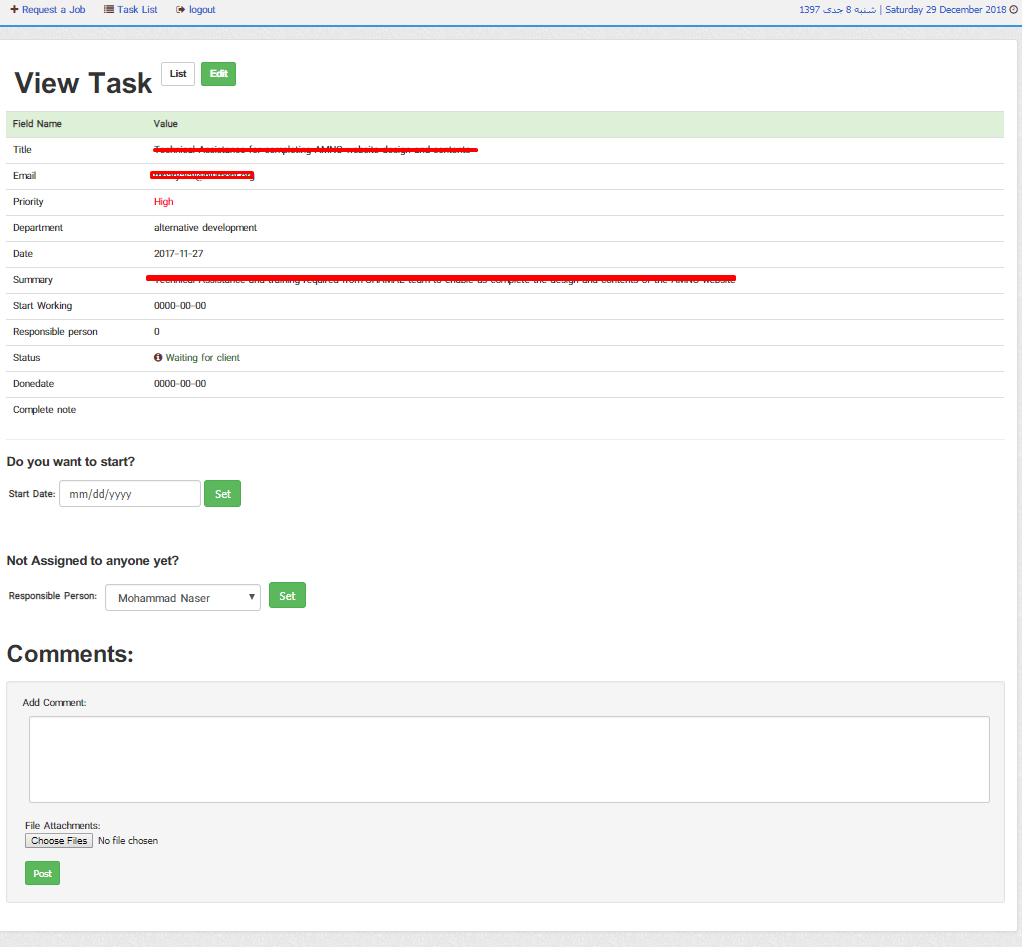 Request a Job Task List logout 1397 شنبه 8 جدی | Saturday 29 December 2018
View Task List Edit
Field Name Value
Title
Email
Priority High
Department alternative development
Date 2017-11-27
Summary
Start Working 0000-00-00
Responsible person 0
Status Waiting for client
Donedate 0000-00-00
Complete note
Do you want to start?
Start Date: mm/dd/yyyy Set
Not Assigned to anyone yet?
Responsible Person: Mohammad Naser Set
Comments:
Add Comment:
File Attachments:
Choose Files No file chosen
Post